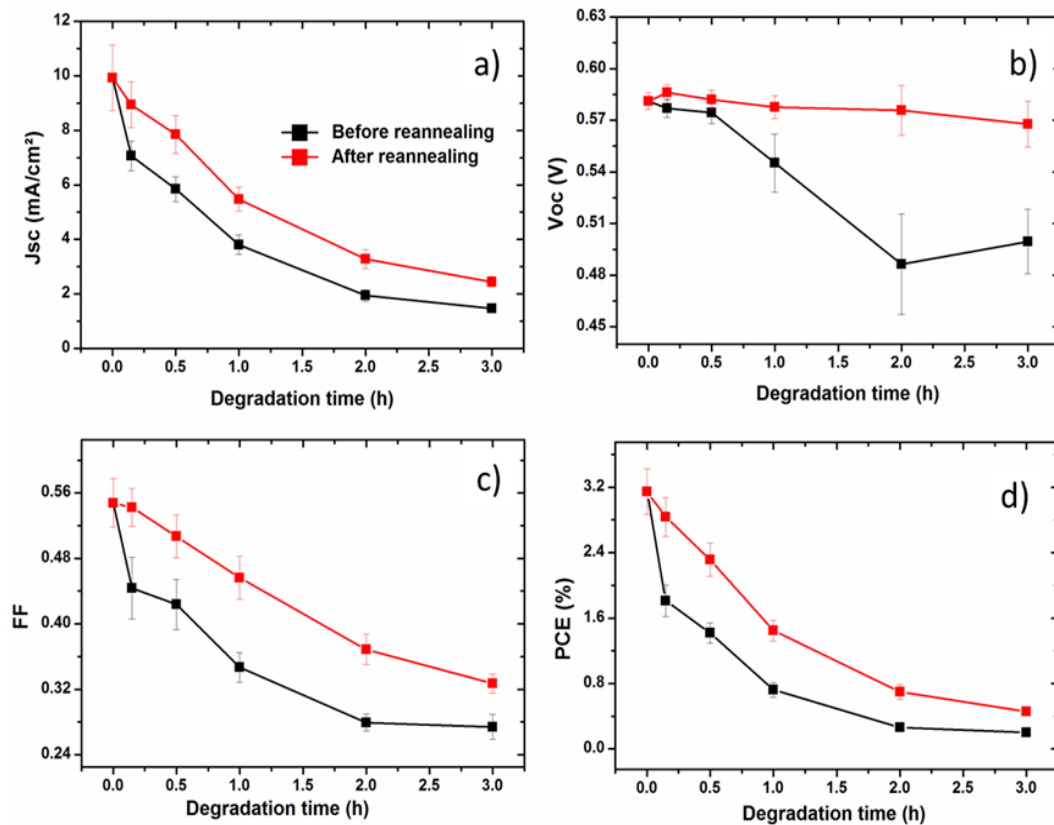 a)
Jsc (mA/cm²)
12
10
8
6
4
2
0
Before reannealing
After reannealing
0.0 0.5 1.0 1.5 2.0 2.5 3.0
Degradation time (h)
b)
Voc (V)
0.63
0.60
0.57
0.54
0.51
0.48
0.45
0.0 0.5 1.0 1.5 2.0 2.5 3.0
Degradation time (h)
c)
FF
0.56
0.48
0.40
0.32
0.24
0.0 0.5 1.0 1.5 2.0 2.5 3.0
Degradation time (h)
d)
PCE (%)
3.2
2.4
1.6
0.8
0.0
0.0 0.5 1.0 1.5 2.0 2.5 3.0
Degradation time (h)